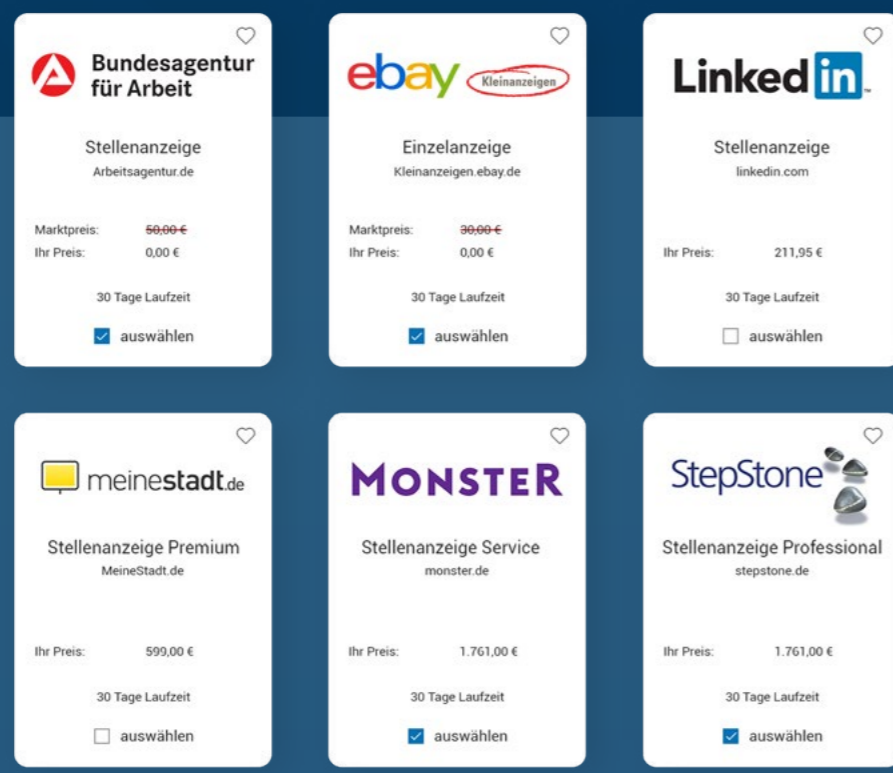 Bundesagentur
für Arbeit
Stellenanzeige
Arbeitsagentur.de
Marktpreis: 50,00 €
Ihr Preis: 0,00 €
30 Tage Laufzeit
auswählen
ebay Kleinanzeigen
Einzelanzeige
Kleinanzeigen.ebay.de
Marktpreis: 30,00 €
Ihr Preis: 0,00 €
30 Tage Laufzeit
auswählen
Linked in
Stellenanzeige
linkedin.com
Ihr Preis: 211,95 €
30 Tage Laufzeit
auswählen
meinestadt.de
Stellenanzeige Premium
MeineStadt.de
Ihr Preis: 599,00 €
30 Tage Laufzeit
auswählen
MONSTER
Stellenanzeige Service
monster.de
Ihr Preis: 1.761,00 €
30 Tage Laufzeit
auswählen
StepStone
Stellenanzeige Professional
stepstone.de
Ihr Preis: 1.761,00 €
30 Tage Laufzeit
auswählen